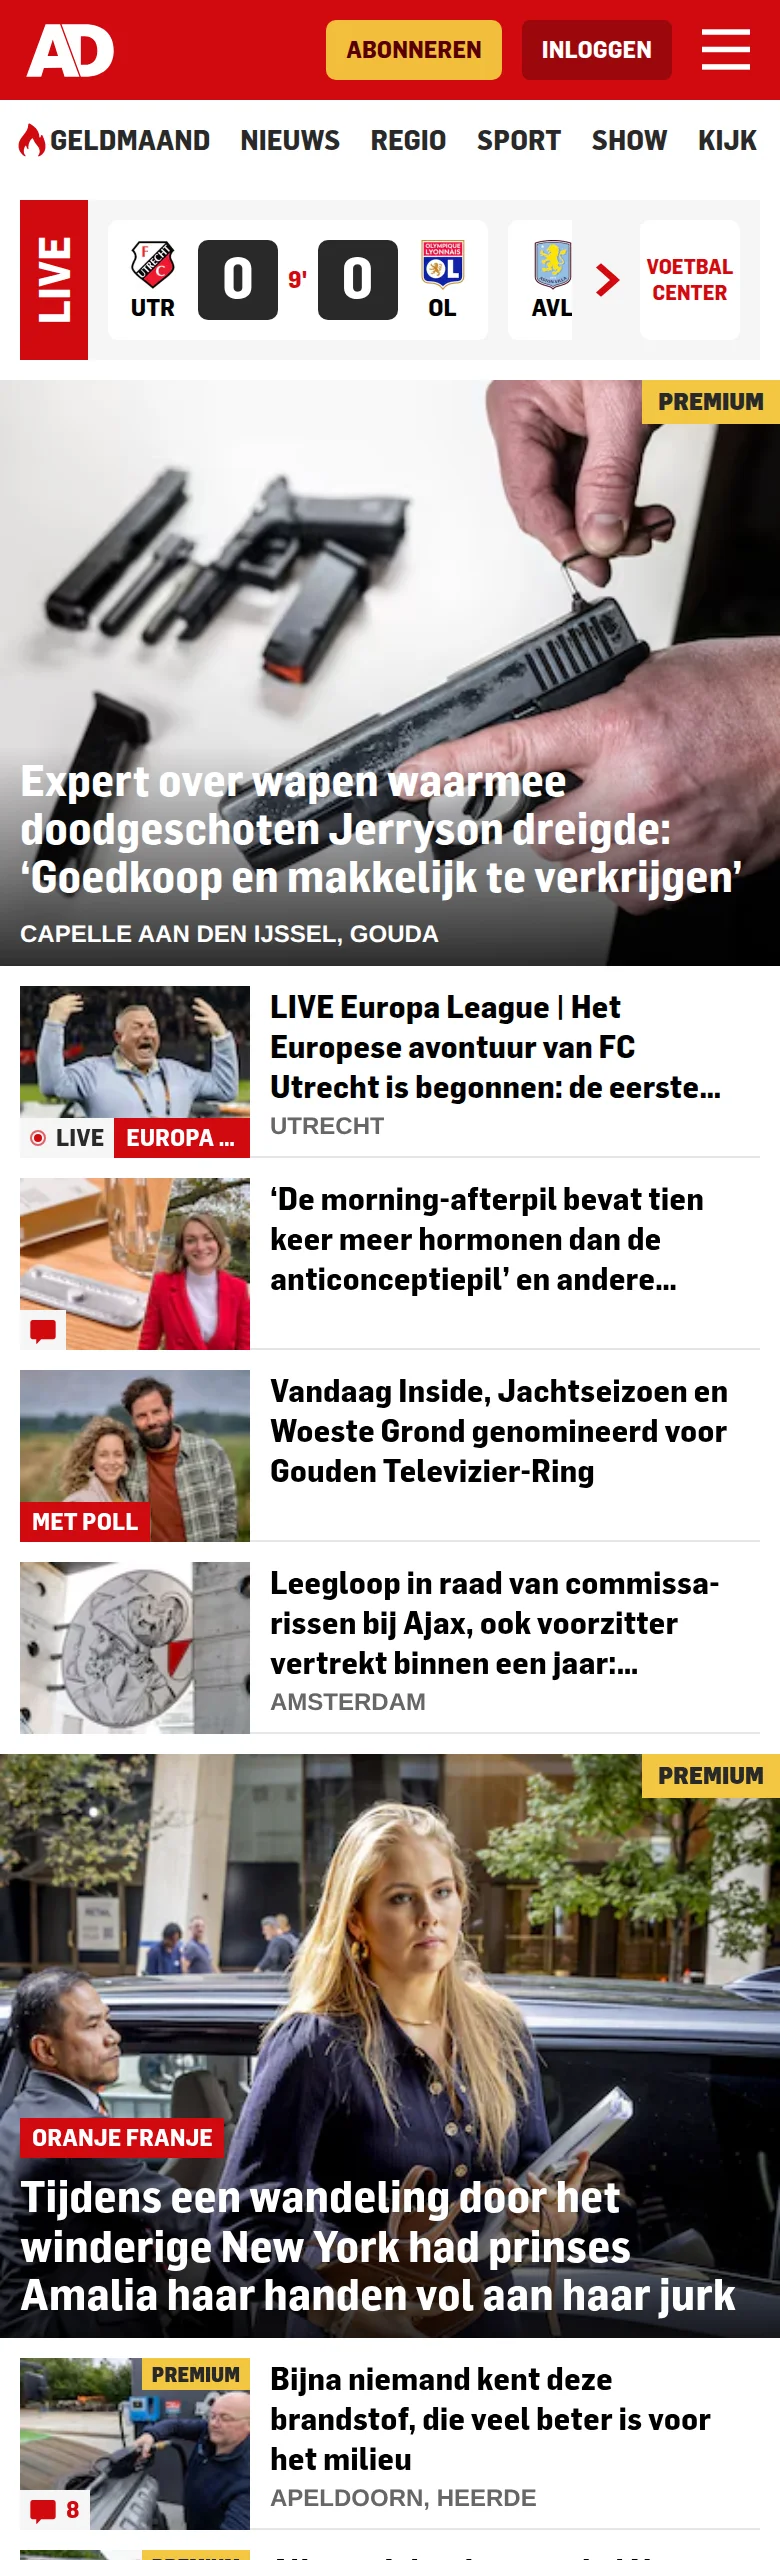 AD
ABONNEREN
INLOGGEN
GELDMAAND
NIEUWS
REGIO
SPORT
SHOW
KIJK
LIVE
F
UTRECHT
C
UTR
0
9'
0
OLYMPIQUE
LYONNAIS
OL
OL
AVL
VOETBAL
CENTER
PREMIUM
Expert over wapen waarmee
doodgeschoten Jerryson dreigde:
‘Goedkoop en makkelijk te verkrijgen’
CAPELLE AAN DEN IJSSEL, GOUDA
LIVE Europa League | Het
Europese avontuur van FC
Utrecht is begonnen: de eerste...
UTRECHT
LIVE
EUROPA ...
‘De morning-afterpil bevat tien
keer meer hormonen dan de
anticonceptiepil’ en andere...
Vandaag Inside, Jachtseizoen en
Woeste Grond genomineerd voor
Gouden Televizier-Ring
MET POLL
Leegloop in raad van commissa-
rissen bij Ajax, ook voorzitter
vertrekt binnen een jaar:...
AMSTERDAM
PREMIUM
ORANJE FRANJE
Tijdens een wandeling door het
winderige New York had prinses
Amalia haar handen vol aan haar jurk
PREMIUM
Bijna niemand kent deze
brandstof, die veel beter is voor
het milieu
APELDOORN, HEERDE
8